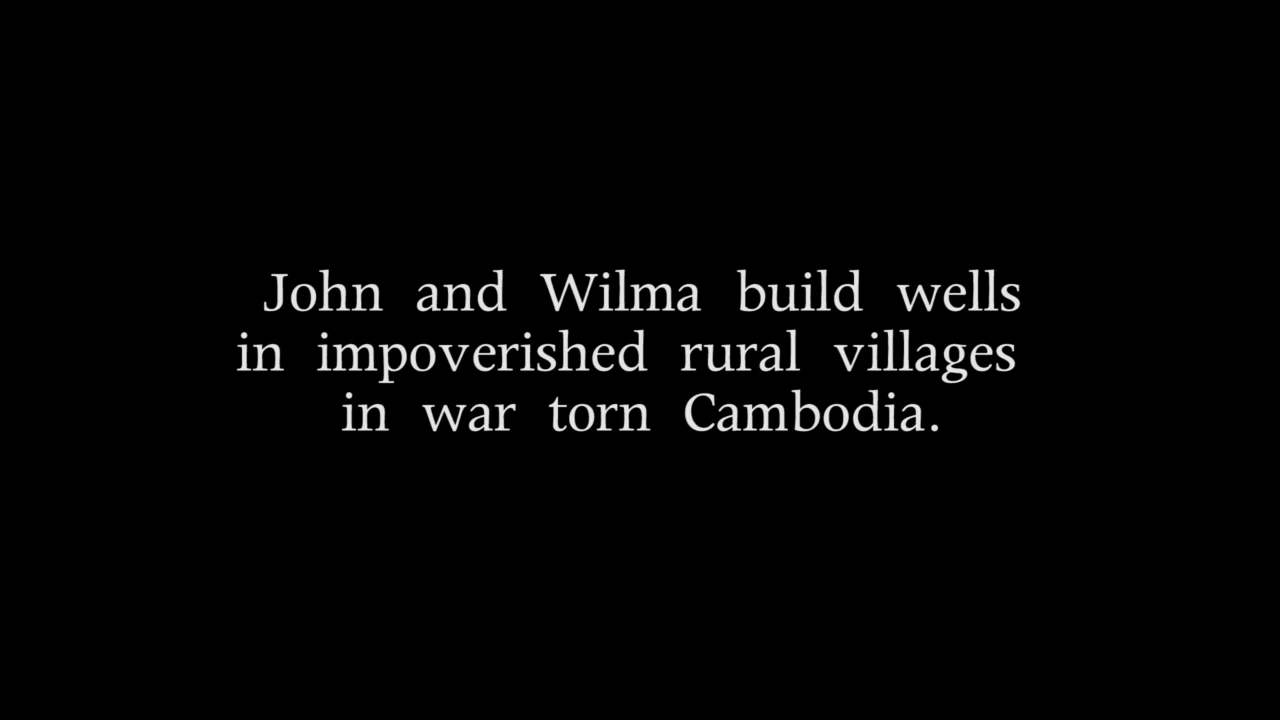 John and Wilma build wells
in impoverished rural villages
in war torn Cambodia.